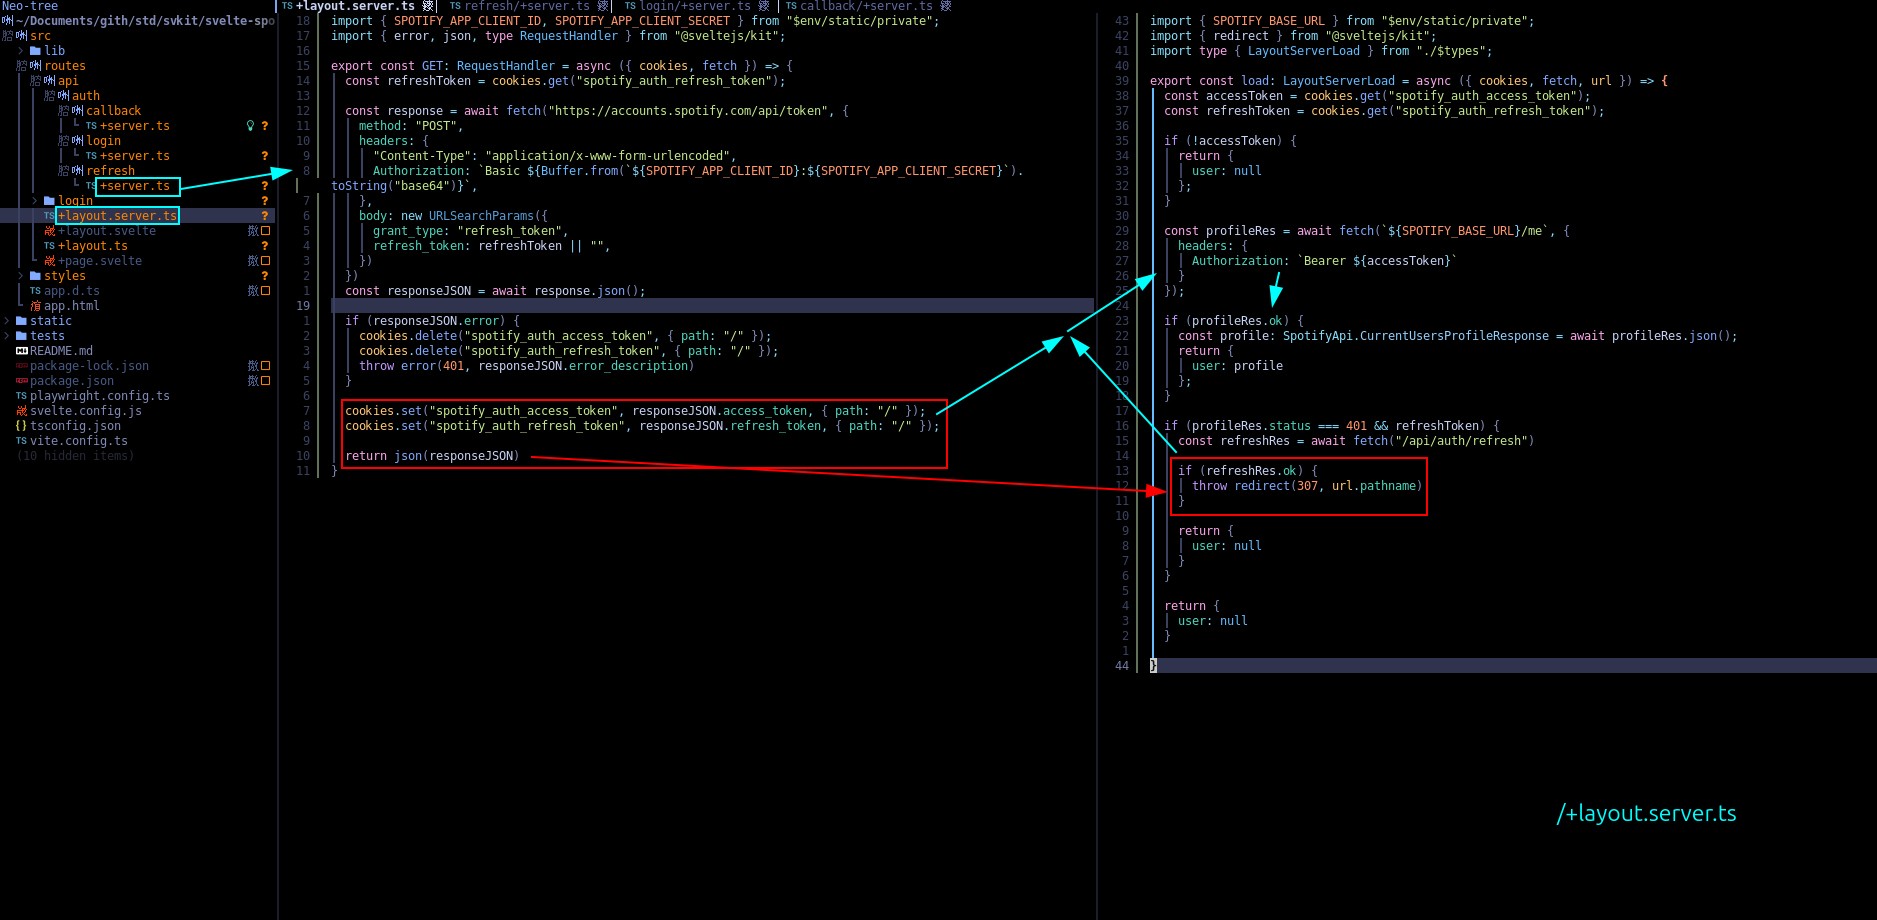 Neo-tree
~/Documents/gith/std/svkit/svelte-spo
src
lib
routes
api
auth
callback
TS +server.ts ?
login
TS +server.ts ?
refresh
TS +server.ts ?
login ?
TS +layout.server.ts ?
+layout.svelte
TS +layout.ts ?
+page.svelte
styles ?
TS app.d.ts
app.html
static
tests
README.md
package-lock.json
package.json
TS playwright.config.ts
svelte.config.js
{} tsconfig.json
TS vite.config.ts
(10 hidden items)
TS +layout.server.ts TS refresh/+server.ts TS login/+server.ts TS callback/+server.ts
18 import { SPOTIFY_APP_CLIENT_ID, SPOTIFY_APP_CLIENT_SECRET } from "$env/static/private";
17 import { error, json, type RequestHandler } from "@sveltejs/kit";
16
15 export const GET: RequestHandler = async ({ cookies, fetch }) => {
14 const refreshToken = cookies.get("spotify_auth_refresh_token");
13
12 const response = await fetch("https://accounts.spotify.com/api/token", {
11 method: "POST",
10 headers: {
9 "Content-Type": "application/x-www-form-urlencoded",
8 Authorization: `Basic ${Buffer.from(`${SPOTIFY_APP_CLIENT_ID}:${SPOTIFY_APP_CLIENT_SECRET}`).
toString("base64")}`,
7 },
6 body: new URLSearchParams({
5 grant_type: "refresh_token",
4 refresh_token: refreshToken || "",
3 })
2 })
1 const responseJSON = await response.json();
19
1 if (responseJSON.error) {
2 cookies.delete("spotify_auth_access_token", { path: "/" });
3 cookies.delete("spotify_auth_refresh_token", { path: "/" });
4 throw error(401, responseJSON.error_description)
5 }
6
7 cookies.set("spotify_auth_access_token", responseJSON.access_token, { path: "/" });
8 cookies.set("spotify_auth_refresh_token", responseJSON.refresh_token, { path: "/" });
9
10 return json(responseJSON)
11 }
43 import { SPOTIFY_BASE_URL } from "$env/static/private";
42 import { redirect } from "@sveltejs/kit";
41 import type { LayoutServerLoad } from "./$types";
40
39 export const load: LayoutServerLoad = async ({ cookies, fetch, url }) => {
38 const accessToken = cookies.get("spotify_auth_access_token");
37 const refreshToken = cookies.get("spotify_auth_refresh_token");
36
35 if (!accessToken) {
34 return {
33 user: null
32 };
31 }
30
29 const profileRes = await fetch(`${SPOTIFY_BASE_URL}/me`, {
28 headers: {
27 Authorization: `Bearer ${accessToken}`
26 }
25 });
24
23 if (profileRes.ok) {
22 const profile: SpotifyApi.CurrentUsersProfileResponse = await profileRes.json();
21 return {
20 user: profile
19 };
18 }
17
16 if (profileRes.status === 401 && refreshToken) {
15 const refreshRes = await fetch("/api/auth/refresh")
14
13 if (refreshRes.ok) {
12 throw redirect(307, url.pathname)
11 }
10
9 return {
8 user: null
7 }
6 }
5
4 return {
3 user: null
2 }
1
44 }
/+layout.server.ts